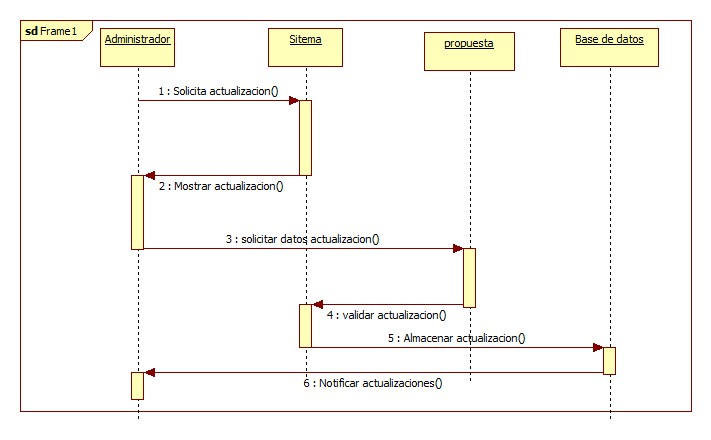 sd Frame1
Administrador
Sitema
propuesta
Base de datos
1 : Solicita actualizacion()
2 : Mostrar actualizacion()
3 : solicitar datos actualizacion()
4 : validar actualizacion()
5 : Almacenar actualizacion()
6 : Notificar actualizaciones()